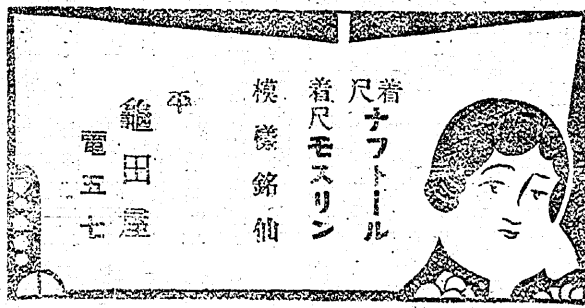 着尺ナフトール
着尺モスリン
模様銘仙
平
龜田屋
電五七